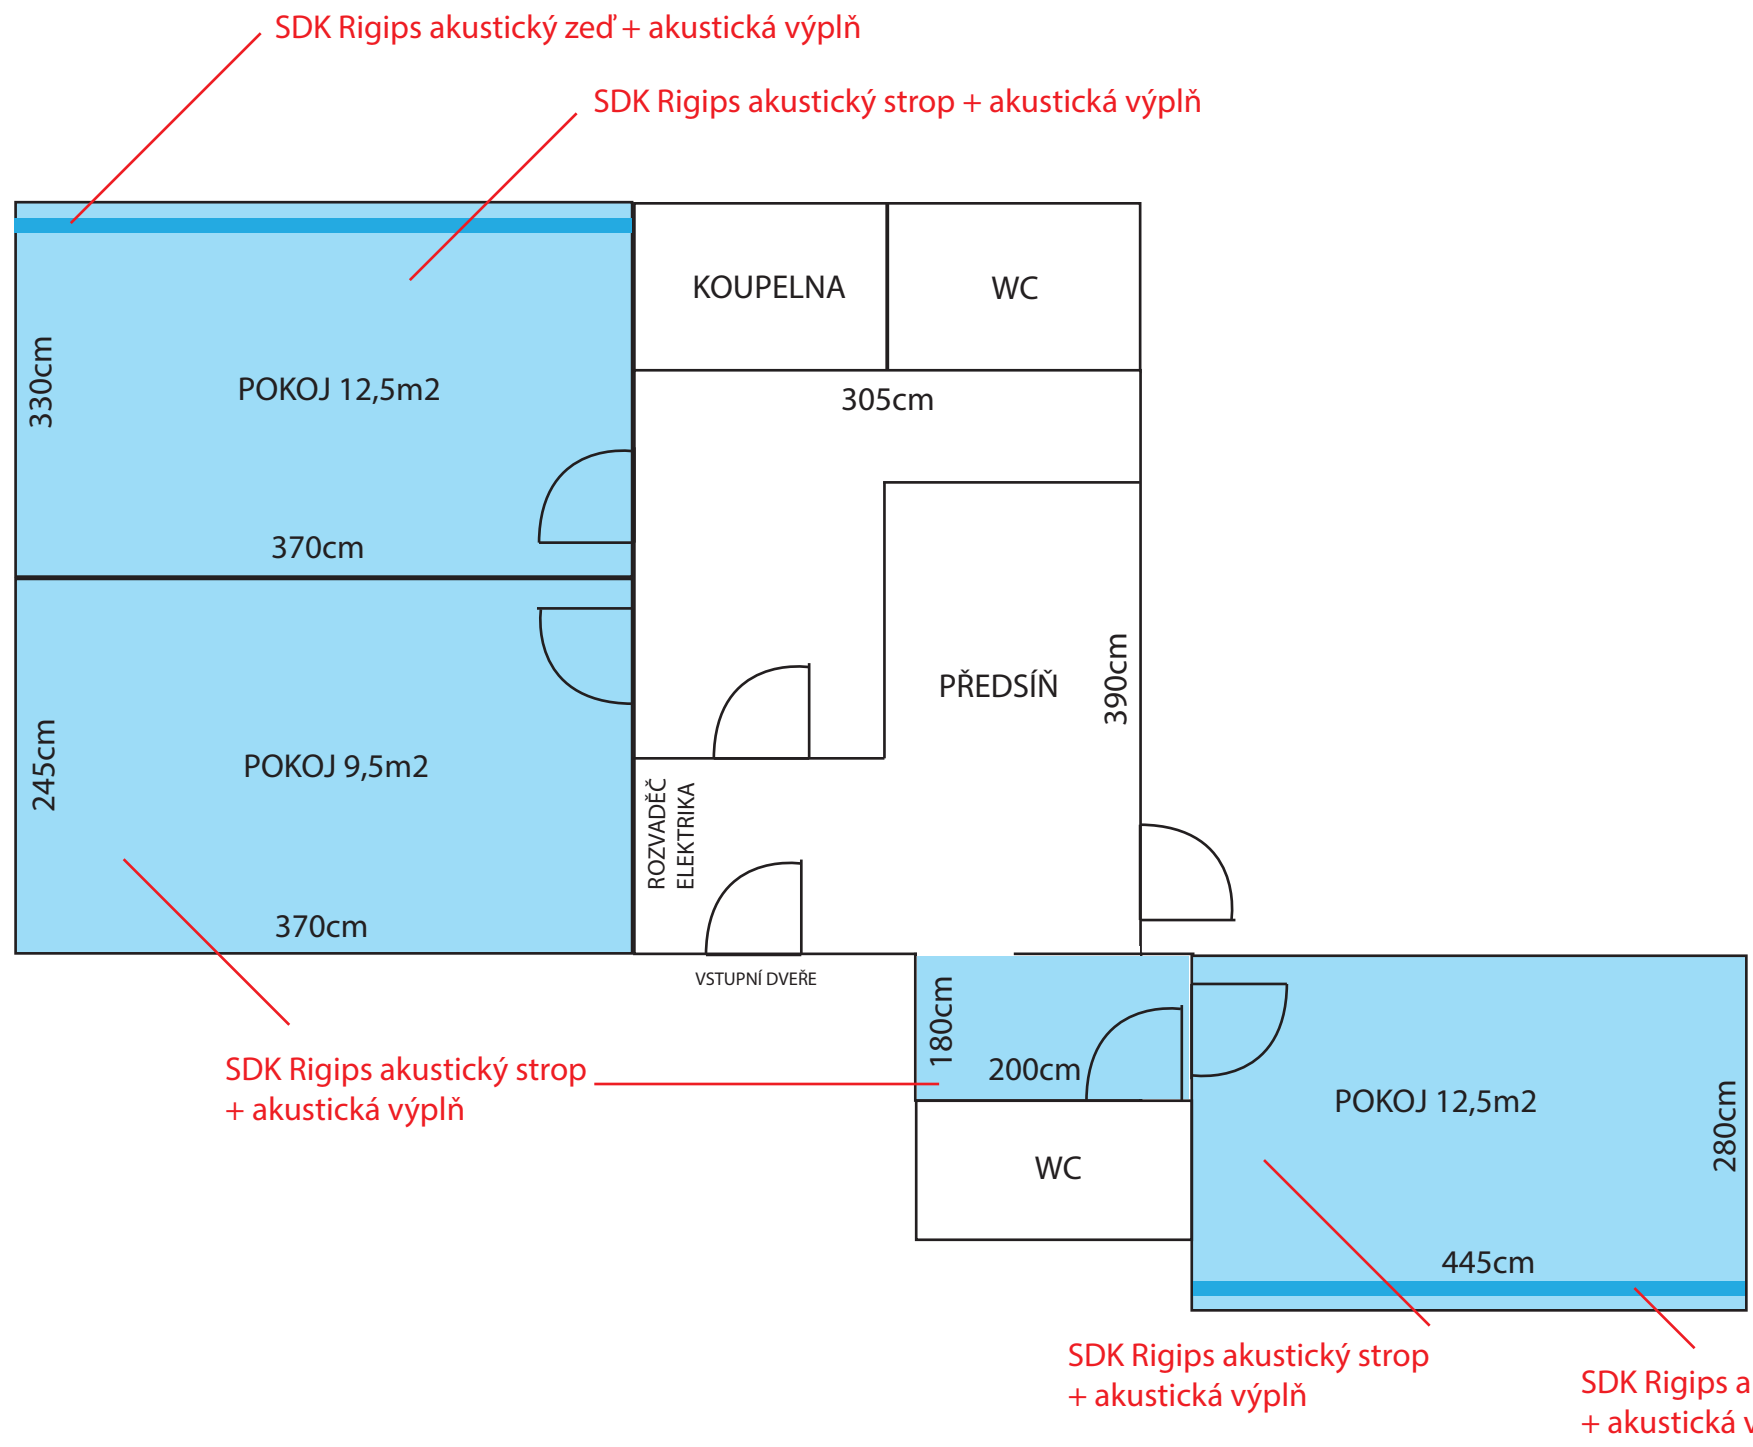 SDK Rigips akustický zeď + akustická výplň
SDK Rigips akustický strop + akustická výplň
KOUPELNA
WC
330cm
POKOJ 12,5m2
305cm
370cm
PŘEDSÍŇ
390cm
245cm
POKOJ 9,5m2
ROZVADĚČ
ELEKTRIKA
370cm
VSTUPNÍ DVEŘE
180cm
200cm
SDK Rigips akustický strop
+ akustická výplň
POKOJ 12,5m2
280cm
WC
445cm
SDK Rigips akustický strop
+ akustická výplň
SDK Rigips a
+ akustická v